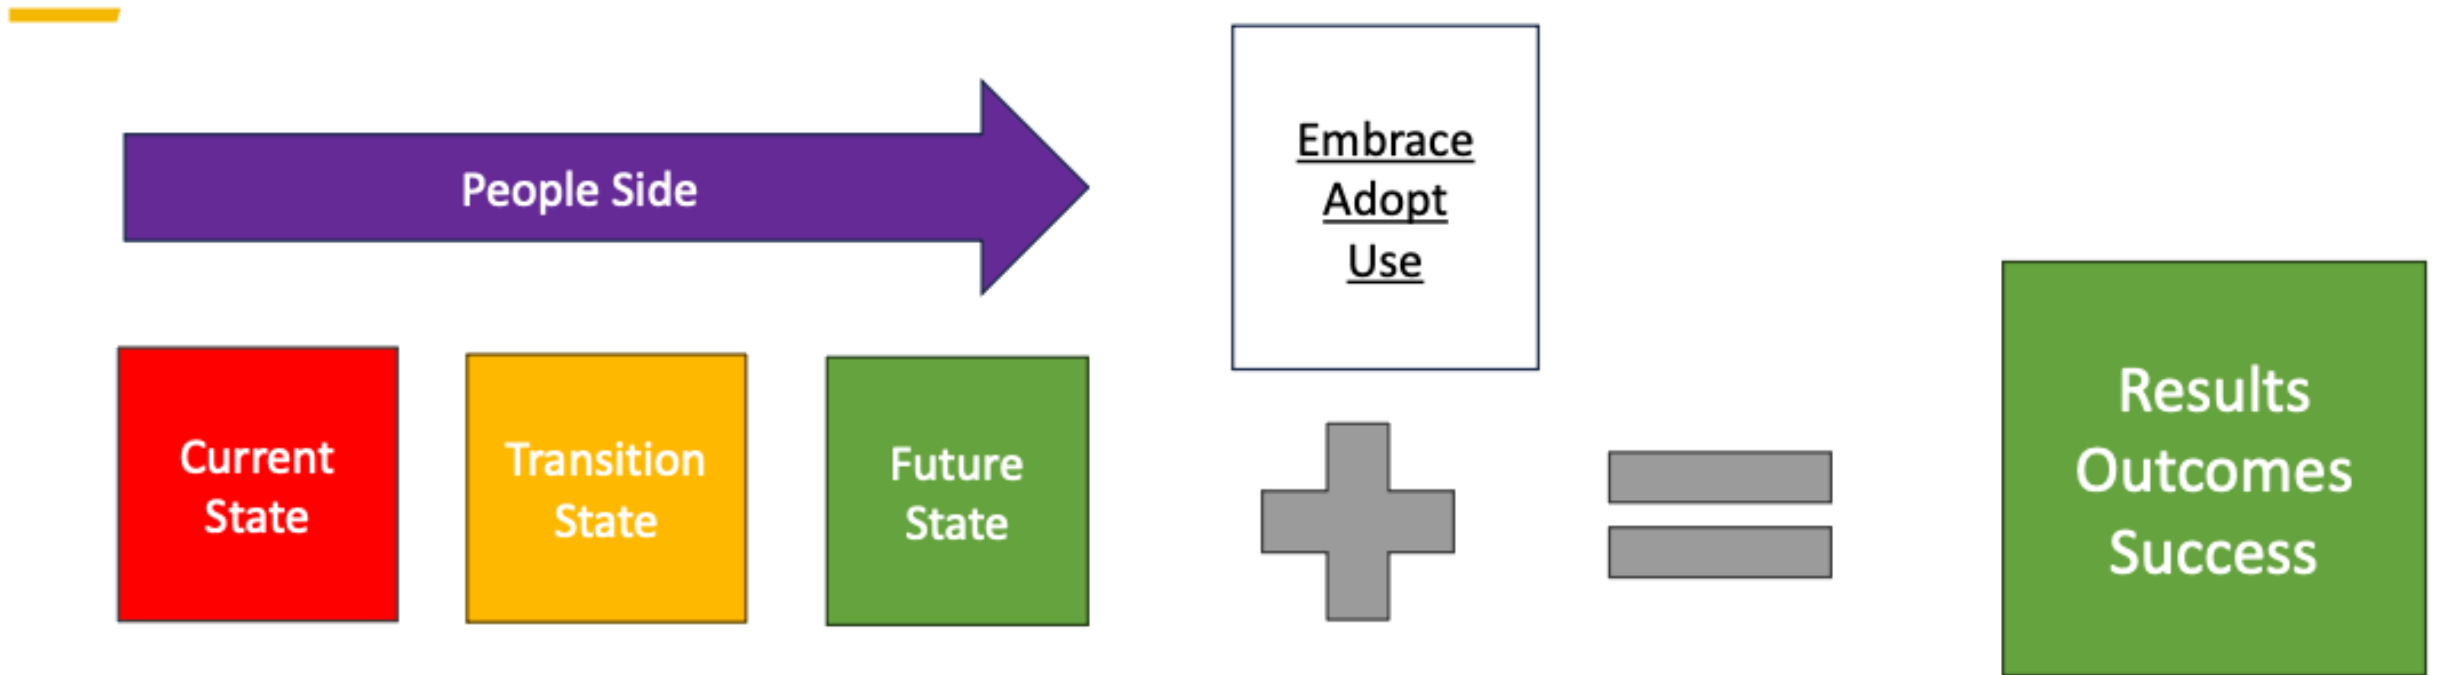 People Side
Embrace
Adopt
Use
Current
State
Transition
State
Future
State
Results
Outcomes
Success